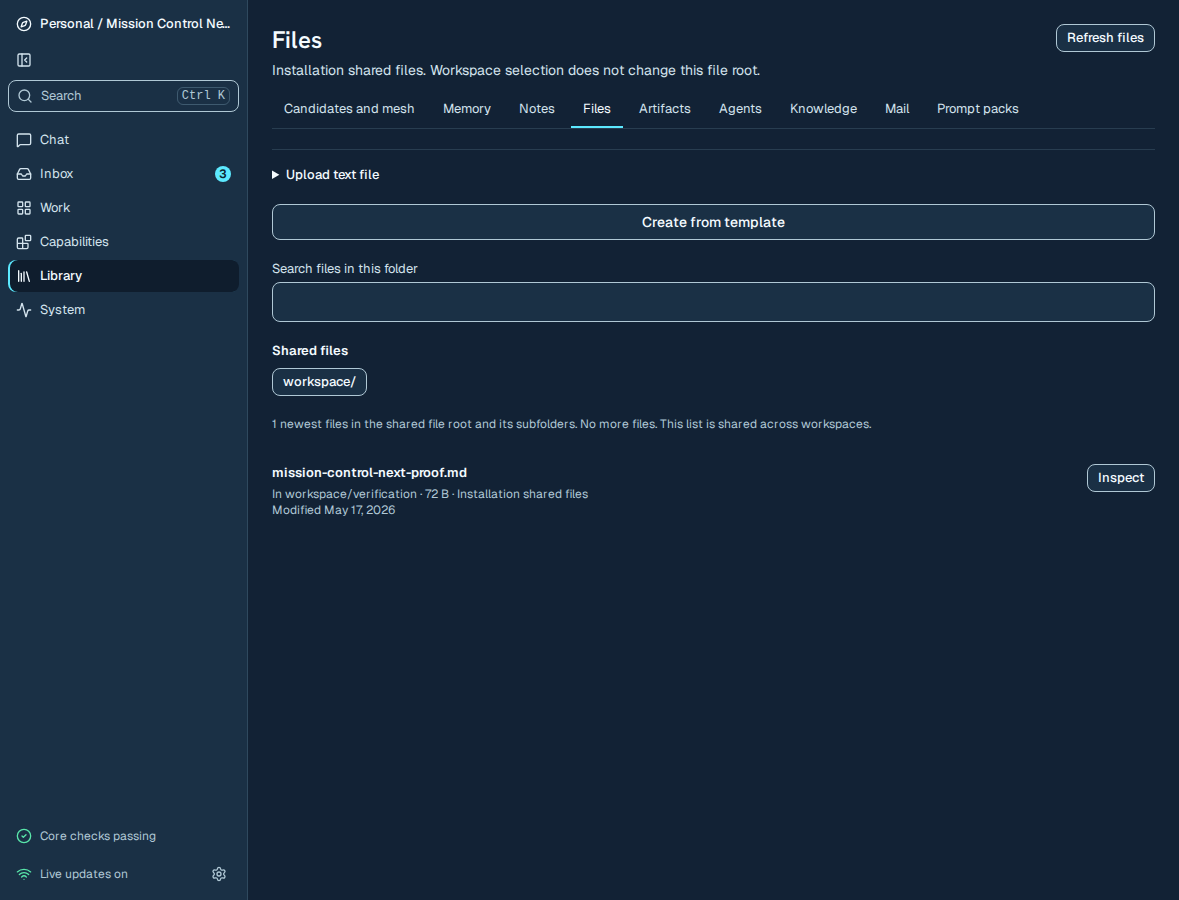 Personal / Mission Control Ne...
Search
Ctrl K
Chat
Inbox
3
Work
Capabilities
Library
System
Core checks passing
Live updates on
Files
Refresh files
Installation shared files. Workspace selection does not change this file root.
Candidates and mesh
Memory
Notes
Files
Artifacts
Agents
Knowledge
Mail
Prompt packs
Upload text file
Create from template
Search files in this folder
Shared files
workspace/
1 newest files in the shared file root and its subfolders. No more files. This list is shared across workspaces.
mission-control-next-proof.md
Inspect
In workspace/verification · 72 B · Installation shared files
Modified May 17, 2026